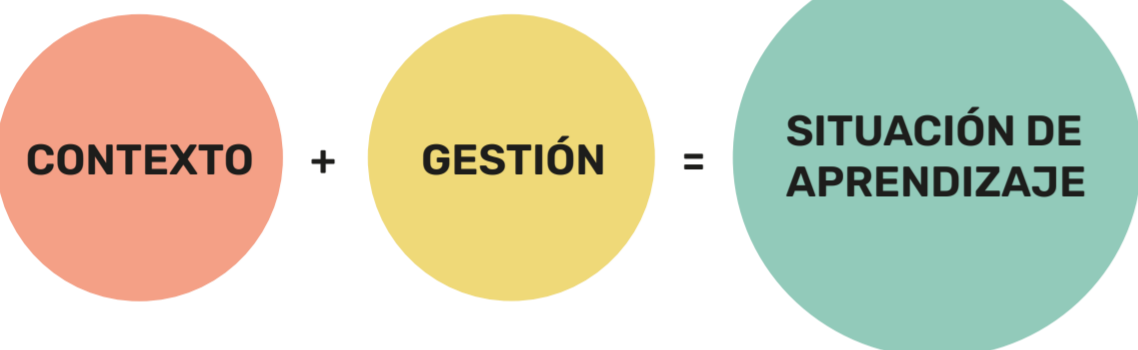 CONTEXTO + GESTIÓN = SITUACIÓN DE
APRENDIZAJE